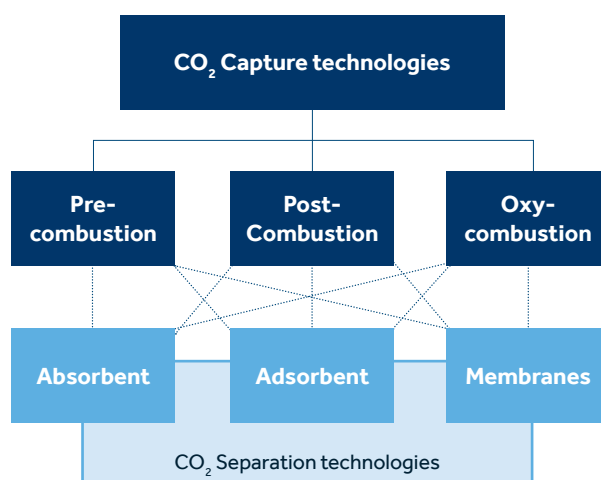 CO₂ Capture technologies
Pre-
combustion
Post-
Combustion
Oxy-
combustion
Absorbent
Adsorbent
Membranes
CO₂ Separation technologies